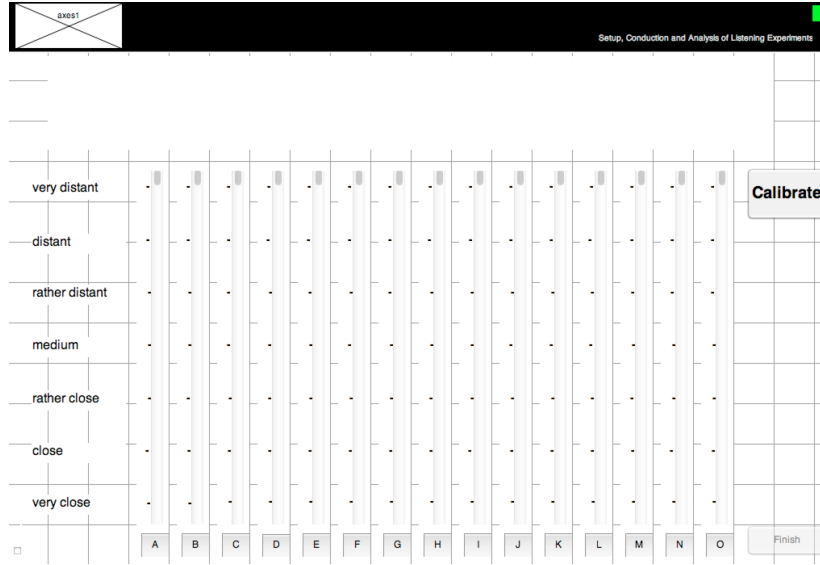 axes1
Setup, Conduction and Analysis of Listening Experiments
very distant
Calibrate
distant
rather distant
medium
rather close
close
very close
A B C D E F G H I J K L M N O
Finish